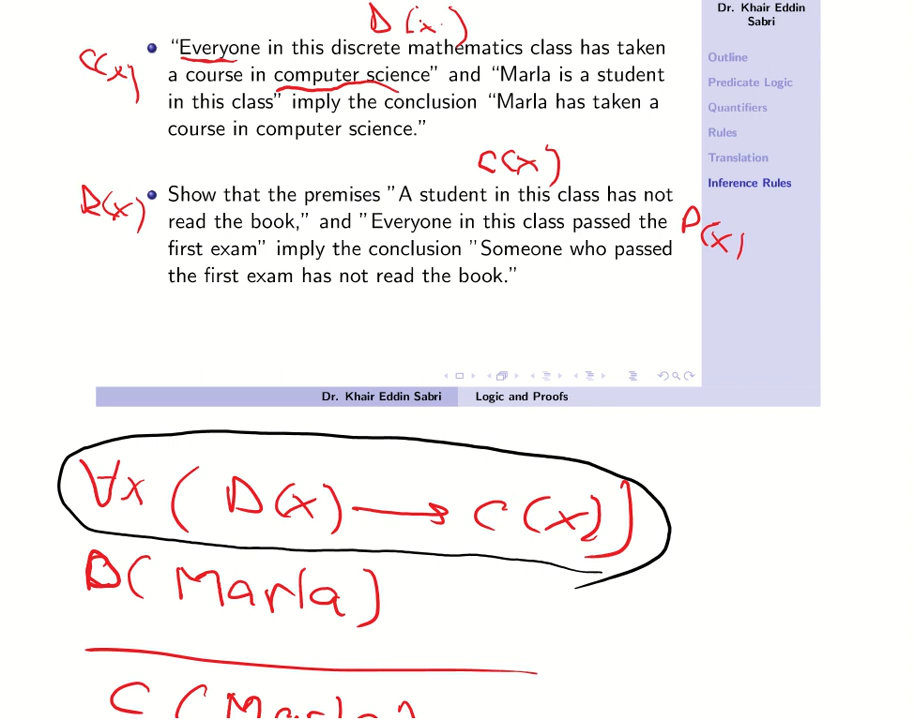 D(x)
Dr. Khair Eddin
Sabri
C(x)
• “Everyone in this discrete mathematics class has taken
a course in computer science” and “Marla is a student
in this class” imply the conclusion “Marla has taken a
course in computer science.”
Outline
Predicate Logic
Quantifiers
Rules
Translation
Inference Rules
C(x)
R(x)
• Show that the premises ”A student in this class has not
read the book,” and ”Everyone in this class passed the
first exam” imply the conclusion ”Someone who passed
the first exam has not read the book.”
P(x)
Dr. Khair Eddin Sabri
Logic and Proofs
∀x ( D(x) → C(x) )
D( Marla )
C ( Marla )